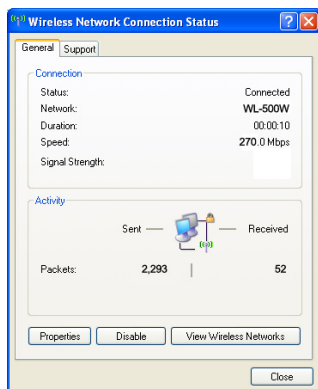 Wireless Network Connection Status
General Support
Connection
Status: Connected
Network: WL-500W
Duration: 00:00:10
Speed: 270.0 Mbps
Signal Strength:
Activity
Sent Received
Packets: 2,293 52
Properties Disable View Wireless Networks
Close